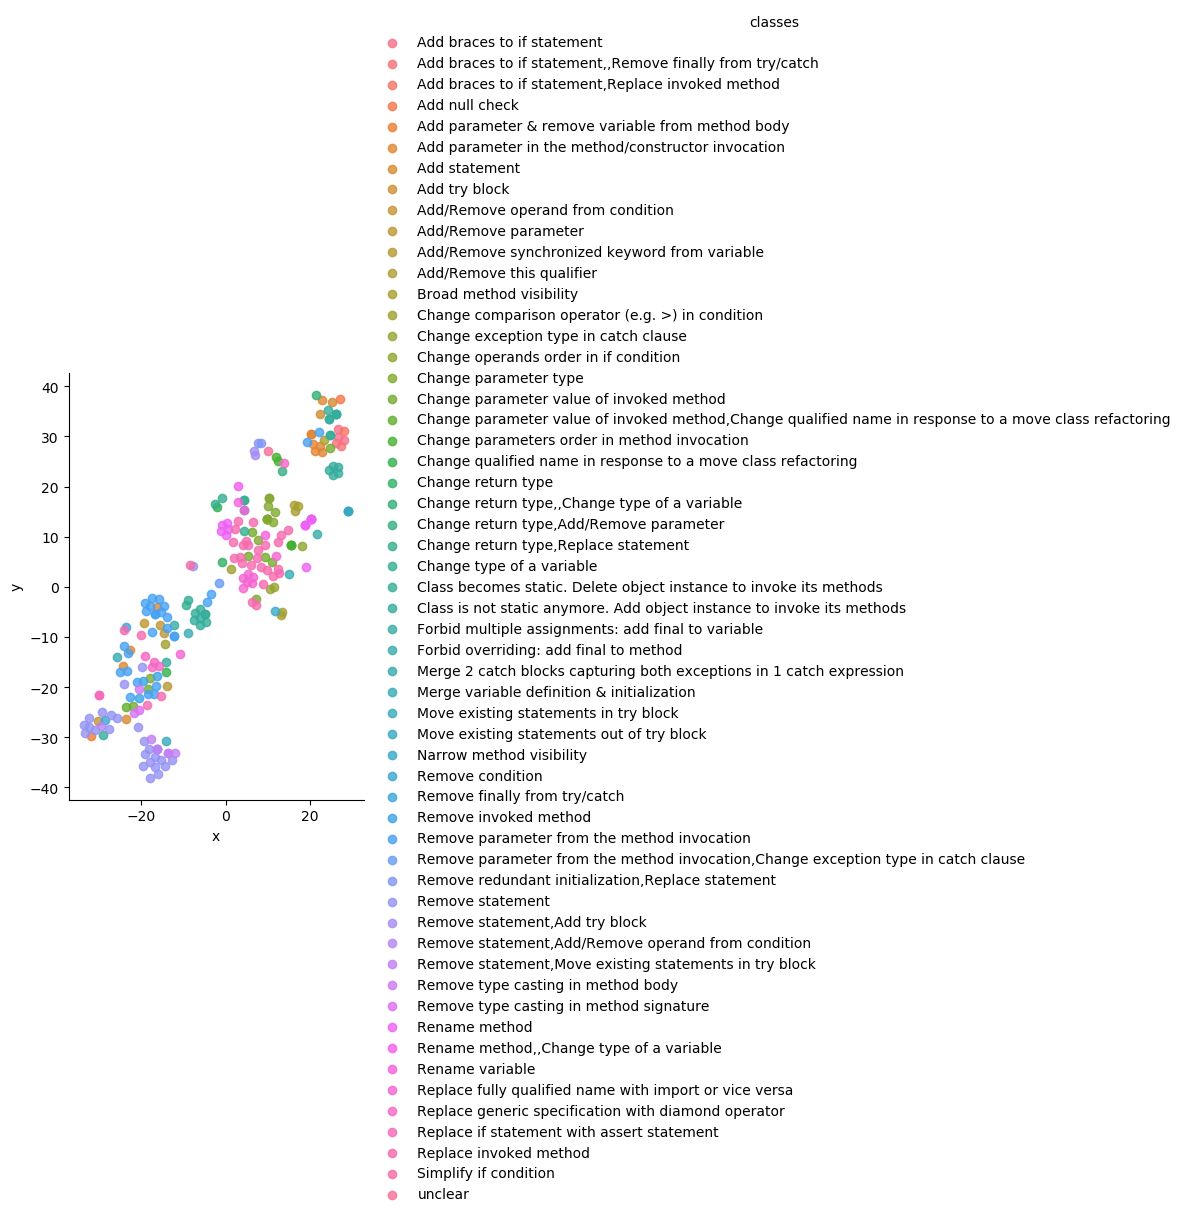 classes
Add braces to if statement
Add braces to if statement,,Remove finally from try/catch
Add braces to if statement,Replace invoked method
Add null check
Add parameter & remove variable from method body
Add parameter in the method/constructor invocation
Add statement
Add try block
Add/Remove operand from condition
Add/Remove parameter
Add/Remove synchronized keyword from variable
Add/Remove this qualifier
Broad method visibility
Change comparison operator (e.g. >) in condition
Change exception type in catch clause
Change operands order in if condition
Change parameter type
Change parameter value of invoked method
Change parameter value of invoked method,Change qualified name in response to a move class refactoring
Change parameters order in method invocation
Change qualified name in response to a move class refactoring
Change return type
Change return type,,Change type of a variable
Change return type,Add/Remove parameter
Change return type,Replace statement
Change type of a variable
Class becomes static. Delete object instance to invoke its methods
Class is not static anymore. Add object instance to invoke its methods
Forbid multiple assignments: add final to variable
Forbid overriding: add final to method
Merge 2 catch blocks capturing both exceptions in 1 catch expression
Merge variable definition & initialization
Move existing statements in try block
Move existing statements out of try block
Narrow method visibility
Remove condition
Remove finally from try/catch
Remove invoked method
Remove parameter from the method invocation
Remove parameter from the method invocation,Change exception type in catch clause
Remove redundant initialization,Replace statement
Remove statement
Remove statement,Add try block
Remove statement,Add/Remove operand from condition
Remove statement,Move existing statements in try block
Remove type casting in method body
Remove type casting in method signature
Rename method
Rename method,,Change type of a variable
Rename variable
Replace fully qualified name with import or vice versa
Replace generic specification with diamond operator
Replace if statement with assert statement
Replace invoked method
Simplify if condition
unclear
40
30
20
10
0
−10
−20
−30
−40
y
−20
0
20
x